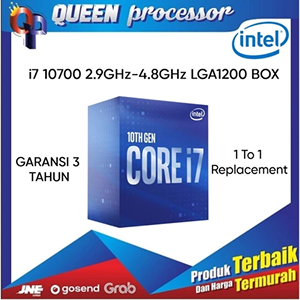 QP QUEEN processor
intel
i7 10700 2.9GHz-4.8GHz LGA1200 BOX
GARANSI 3
TAHUN
10TH GEN
CORE i7
1 To 1
Replacement
Produk Terbaik
Dan Harga Termurah
JNE gosend Grab